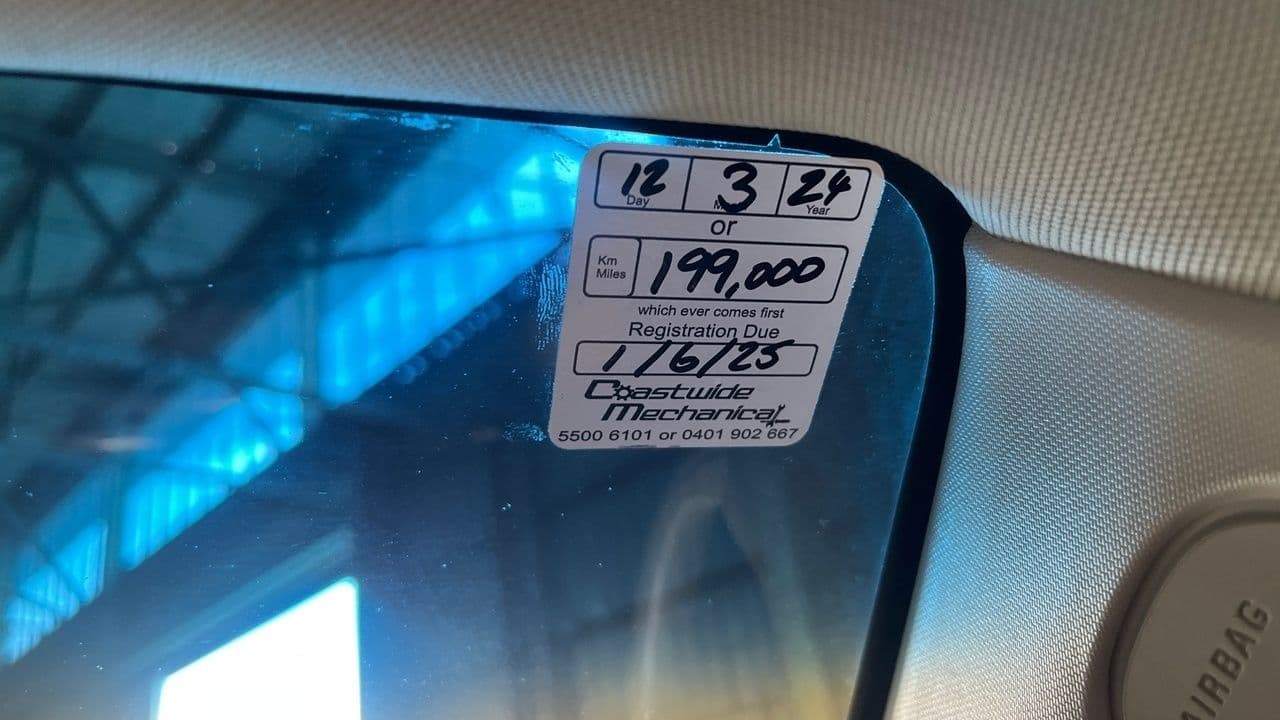 12 3 24
Day Year
or
Km
Miles
199,000
which ever comes first
Registration Due
1/6/25
Coastwide
Mechanical
5500 6101 or 0401 902 667
AIRBAG